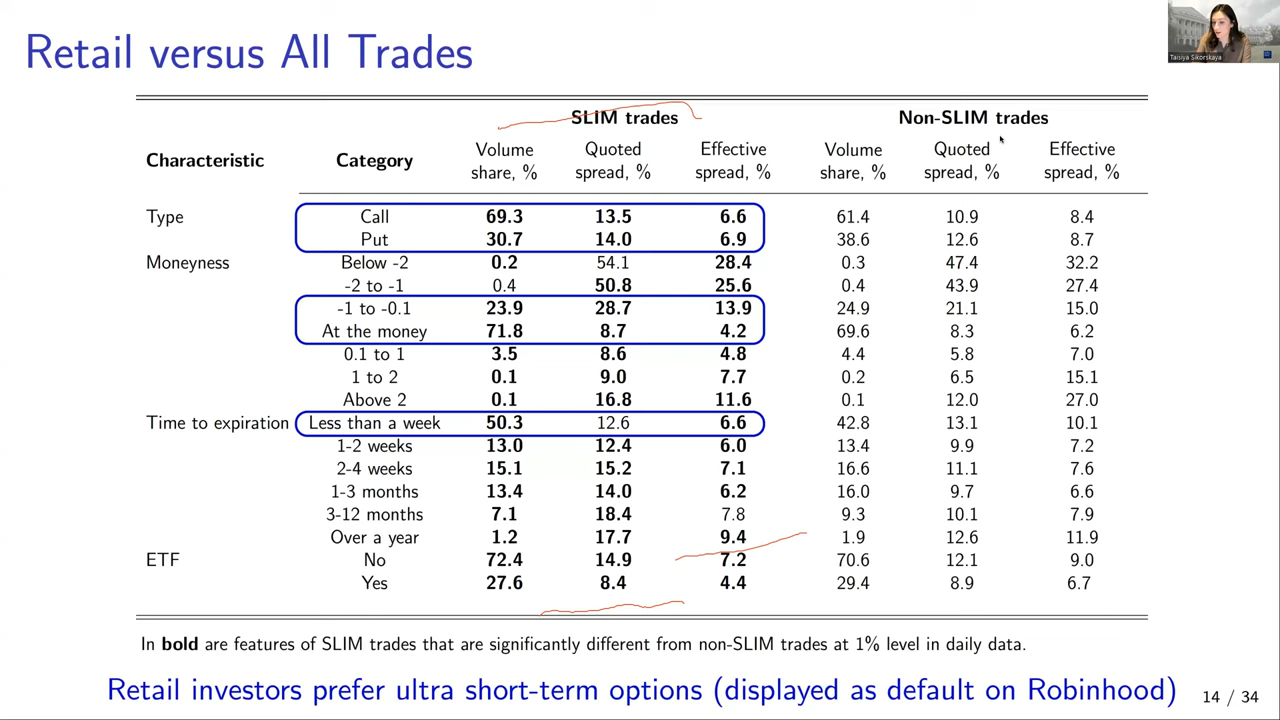 Retail versus All Trades
Taisiya Sikorskaya
SLIM trades Non-SLIM trades
Characteristic Category Volume share, % Quoted spread, % Effective spread, % Volume share, % Quoted spread, % Effective spread, %
Type Call 69.3 13.5 6.6 61.4 10.9 8.4
Put 30.7 14.0 6.9 38.6 12.6 8.7
Moneyness Below -2 0.2 54.1 28.4 0.3 47.4 32.2
-2 to -1 0.4 50.8 25.6 0.4 43.9 27.4
-1 to -0.1 23.9 28.7 13.9 24.9 21.1 15.0
At the money 71.8 8.7 4.2 69.6 8.3 6.2
0.1 to 1 3.5 8.6 4.8 4.4 5.8 7.0
1 to 2 0.1 9.0 7.7 0.2 6.5 15.1
Above 2 0.1 16.8 11.6 0.1 12.0 27.0
Time to expiration Less than a week 50.3 12.6 6.6 42.8 13.1 10.1
1-2 weeks 13.0 12.4 6.0 13.4 9.9 7.2
2-4 weeks 15.1 15.2 7.1 16.6 11.1 7.6
1-3 months 13.4 14.0 6.2 16.0 9.7 6.6
3-12 months 7.1 18.4 7.8 9.3 10.1 7.9
Over a year 1.2 17.7 9.4 1.9 12.6 11.9
ETF No 72.4 14.9 7.2 70.6 12.1 9.0
Yes 27.6 8.4 4.4 29.4 8.9 6.7
In bold are features of SLIM trades that are significantly different from non-SLIM trades at 1% level in daily data.
Retail investors prefer ultra short-term options (displayed as default on Robinhood)
14 / 34